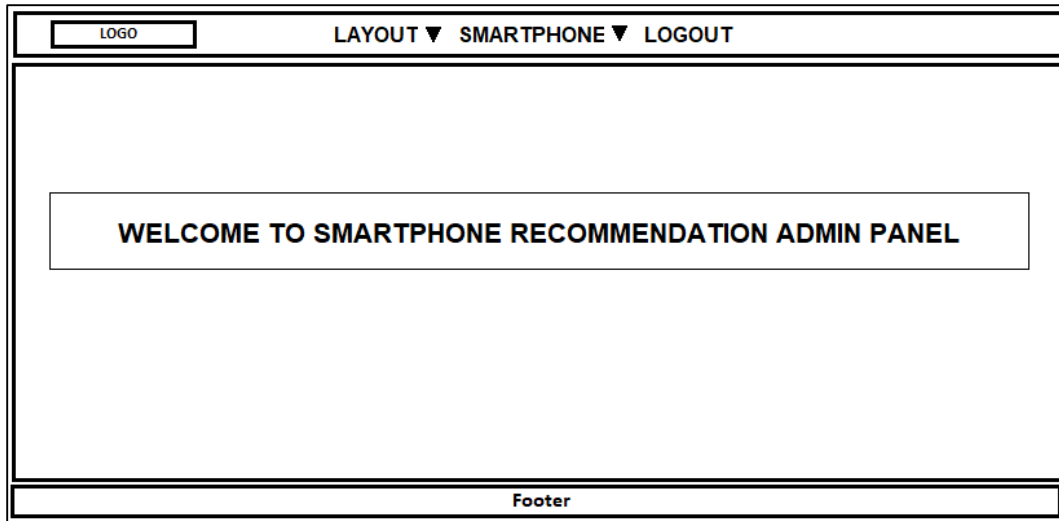 LOGO
LAYOUT ▼ SMARTPHONE ▼ LOGOUT
WELCOME TO SMARTPHONE RECOMMENDATION ADMIN PANEL
Footer